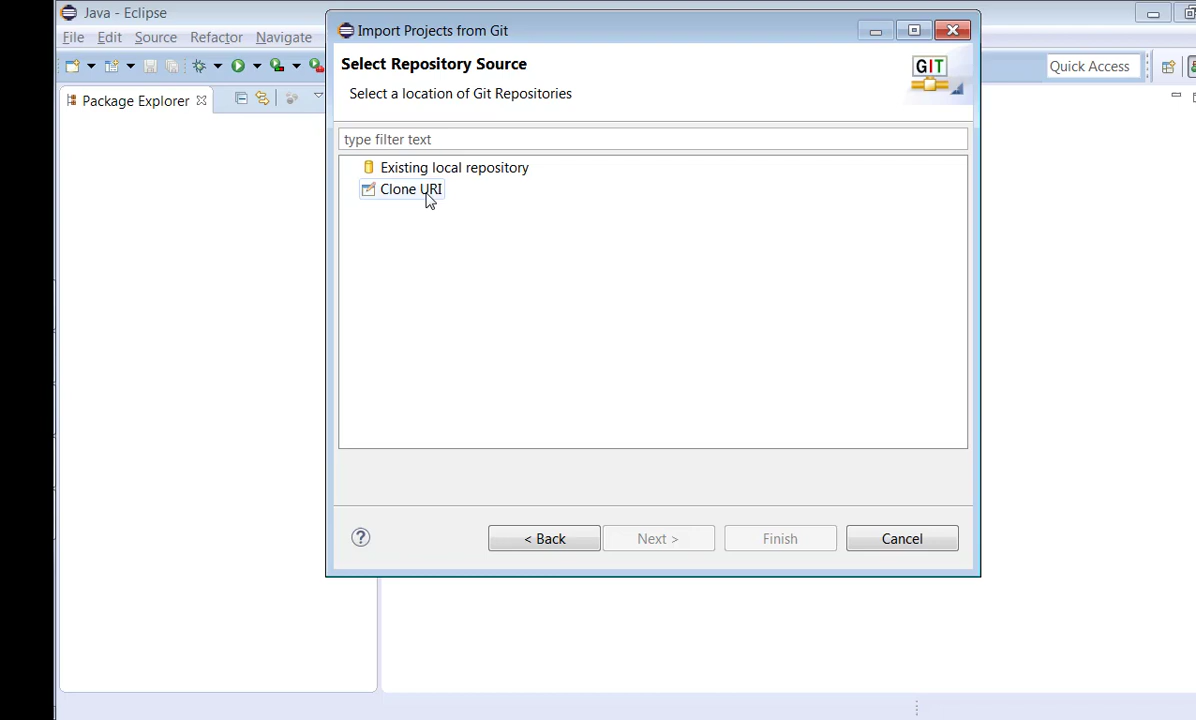 Java - Eclipse
File Edit Source Refactor Navigate
Quick Access
Package Explorer
Import Projects from Git
Select Repository Source
Select a location of Git Repositories
GIT
type filter text
Existing local repository
Clone URI
?
< Back
Next >
Finish
Cancel